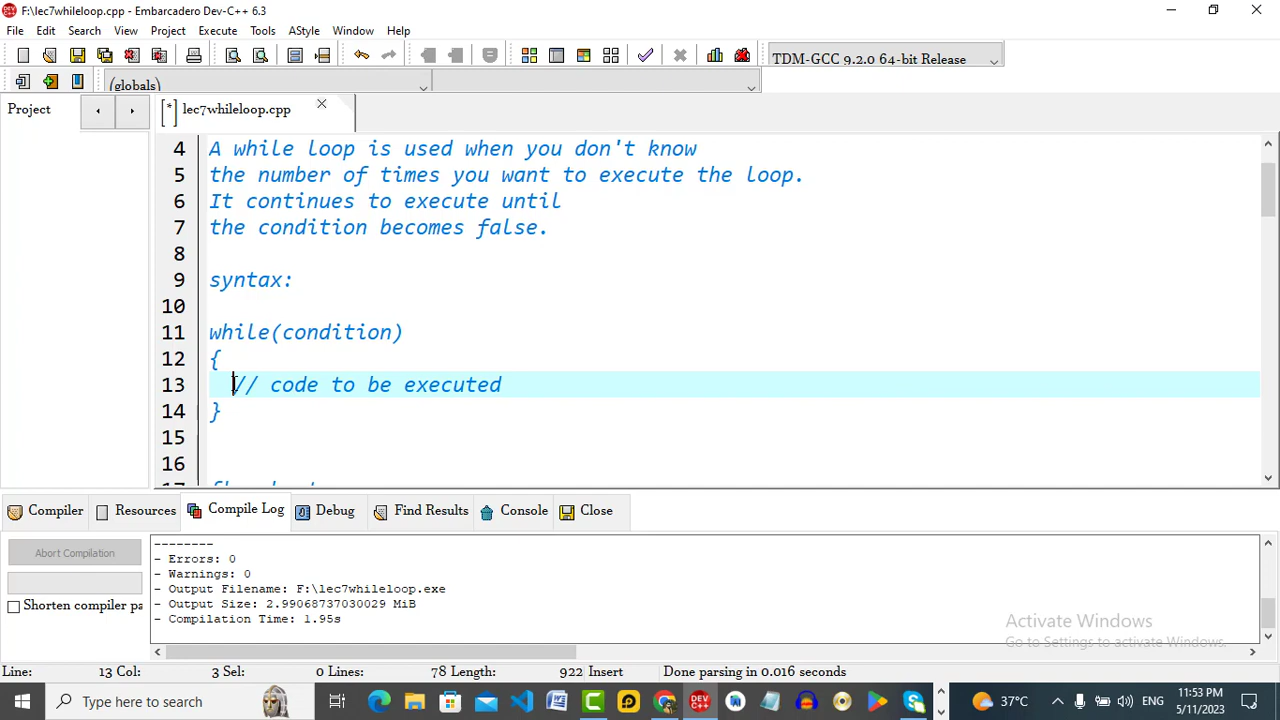 F:\lec7whileloop.cpp - Embarcadero Dev-C++ 6.3
File Edit Search View Project Execute Tools AStyle Window Help
TDM-GCC 9.2.0 64-bit Release
(globals)
Project
[*] lec7whileloop.cpp
4 A while loop is used when you don't know
5 the number of times you want to execute the loop.
6 It continues to execute until
7 the condition becomes false.
8
9 syntax:
10
11 while(condition)
12 {
13 // code to be executed
14 }
15
16
Compiler Resources Compile Log Debug Find Results Console Close
Abort Compilation
Shorten compiler pa
--------
- Errors: 0
- Warnings: 0
- Output Filename: F:\lec7whileloop.exe
- Output Size: 2.99068737030029 MiB
- Compilation Time: 1.95s
Activate Windows
Go to Settings to activate Windows.
Line: 13 Col: 3 Sel: 0 Lines: 78 Length: 922 Insert Done parsing in 0.016 seconds
Type here to search
37°C
ENG
11:53 PM
5/11/2023